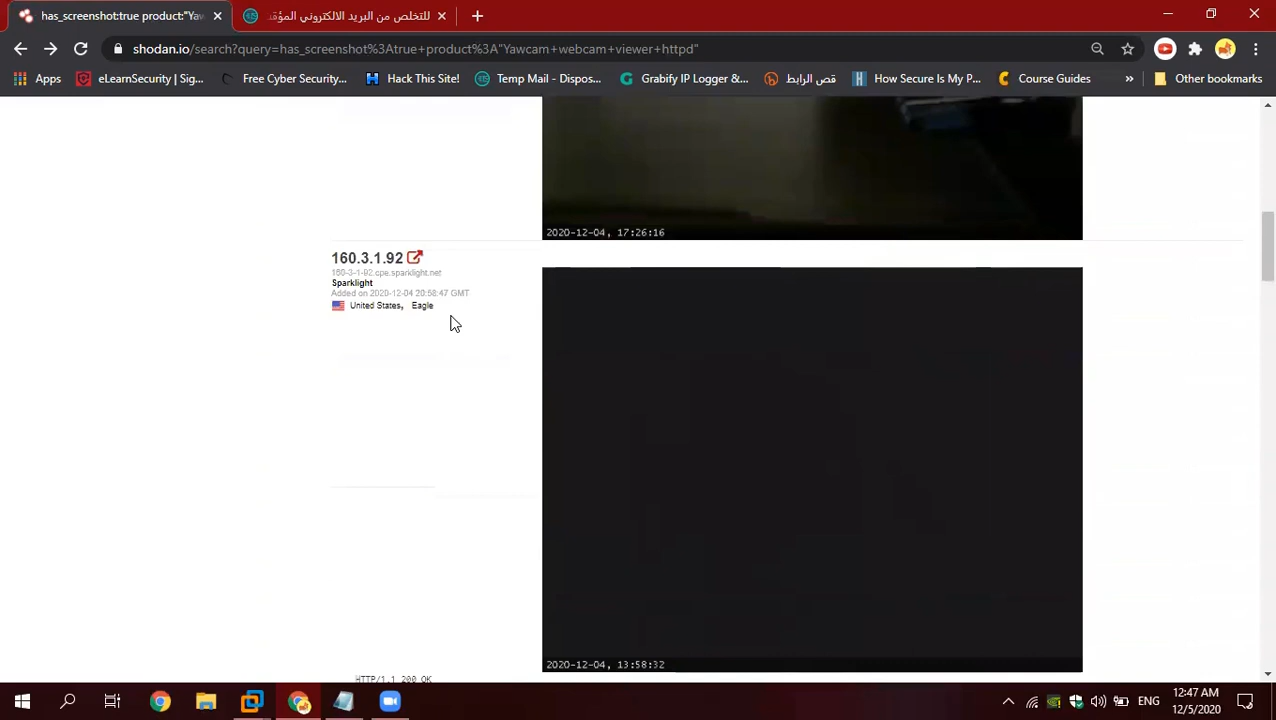 has_screenshot:true product:"Yaw
للتخلص من البريد الالكتروني المؤقت
shodan.io/search?query=has_screenshot%3Atrue+product%3A"Yawcam+webcam+viewer+httpd"
Apps
eLearnSecurity | Sig...
Free Cyber Security...
Hack This Site!
Temp Mail - Dispos...
Grabify IP Logger &...
قص الرابط
How Secure Is My P...
Course Guides
»
Other bookmarks
2020-12-04, 17:26:16
160.3.1.92
160-3-1-92.cpe.sparklight.net
Sparklight
Added on 2020-12-04 20:58:47 GMT
United States, Eagle
2020-12-04, 13:58:32
HTTP/1.1 200 OK
ENG
12:47 AM
12/5/2020